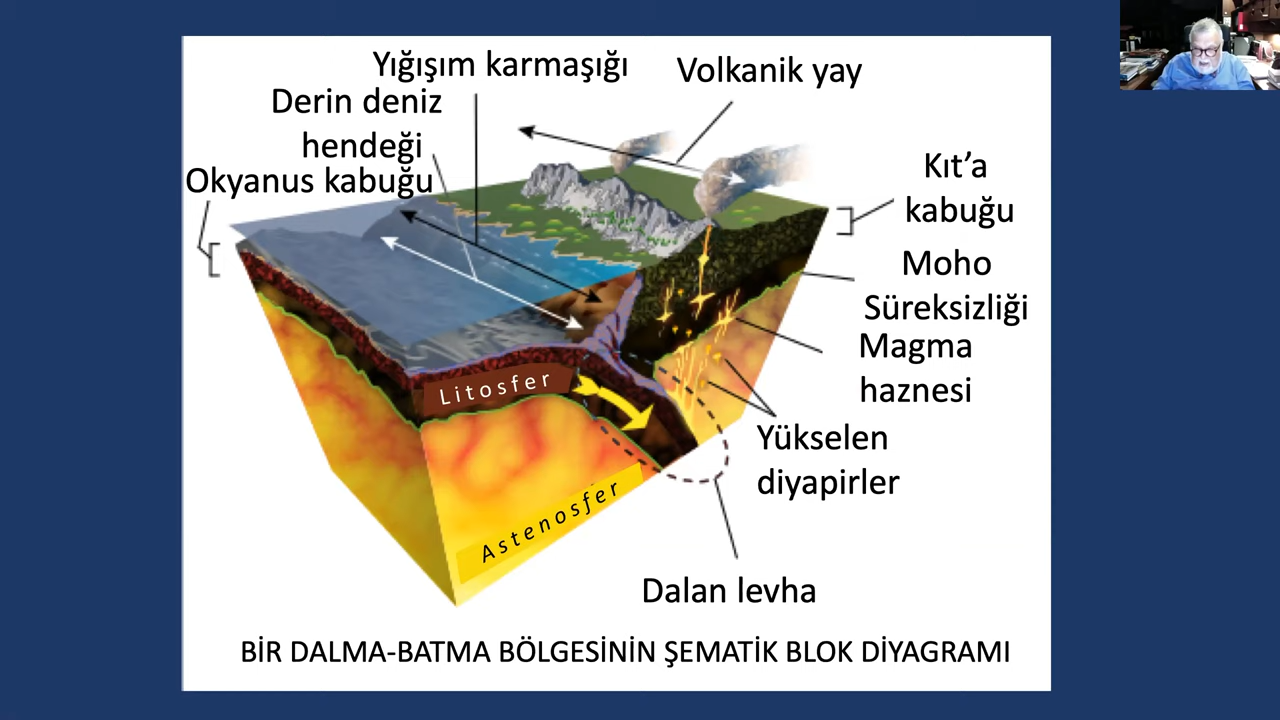 Yığışım karmaşığı
Volkanik yay
Derin deniz
hendeği
Okyanus kabuğu
Kıt’a
kabuğu
Moho
Süreksizliği
Magma
haznesi
Litosfer
Yükselen
diyapirler
Astenosfer
Dalan levha
BİR DALMA-BATMA BÖLGESİNİN ŞEMATİK BLOK DİYAGRAMI